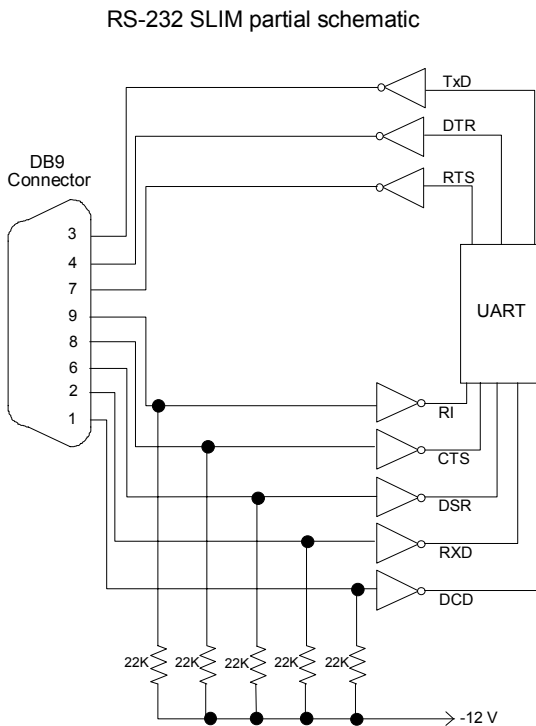 RS-232 SLIM partial schematic
TxD
DTR
RTS
DB9
Connector
3
4
7
9
8
6
2
1
UART
RI
CTS
DSR
RXD
DCD
22K
22K
22K
22K
22K
-12 V